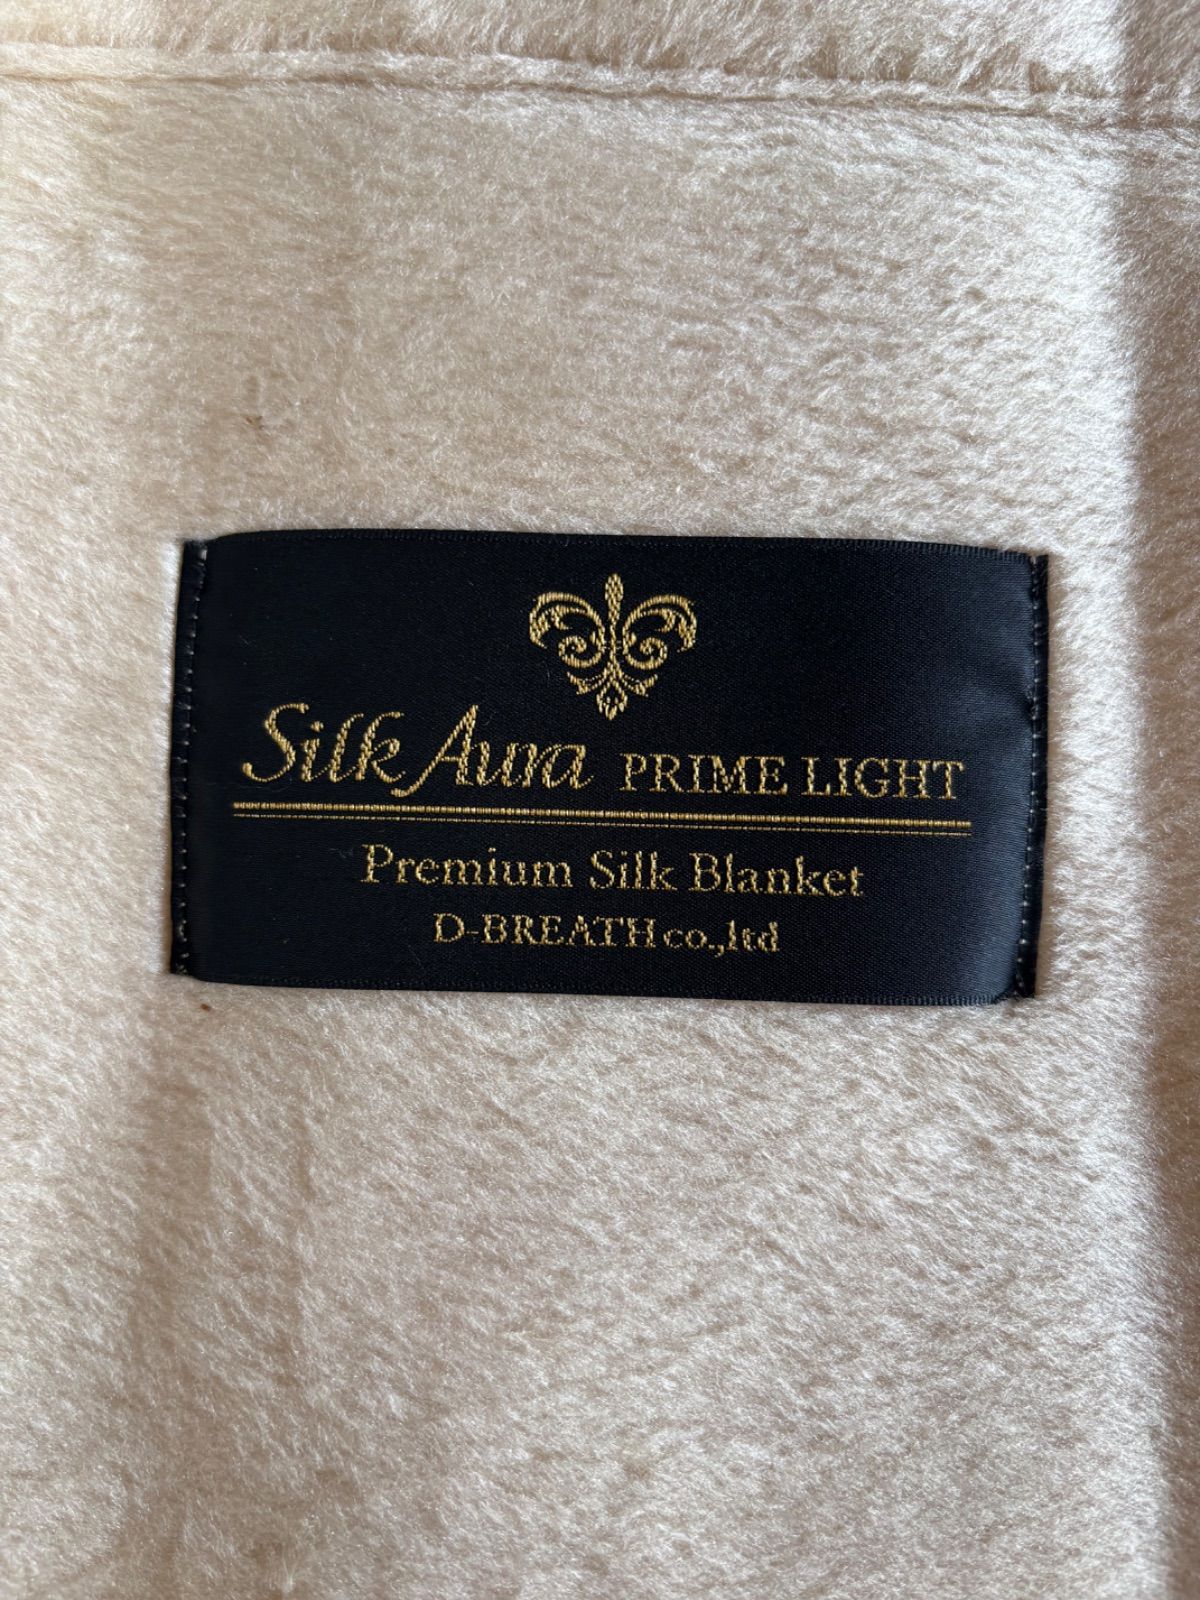 Silk Aura PRIME LIGHT
Premium Silk Blanket
D-BREATH co.,ltd